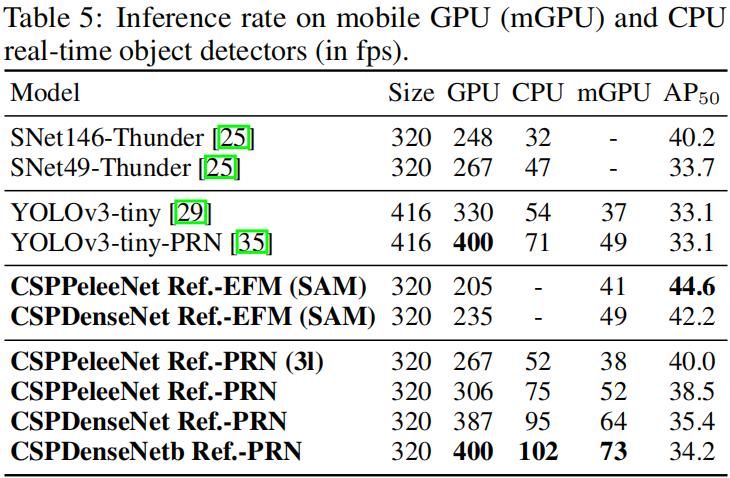 Table 5: Inference rate on mobile GPU (mGPU) and CPU
real-time object detectors (in fps).
Model Size GPU CPU mGPU AP₅₀
SNet146-Thunder [25] 320 248 32 - 40.2
SNet49-Thunder [25] 320 267 47 - 33.7
YOLOv3-tiny [29] 416 330 54 37 33.1
YOLOv3-tiny-PRN [35] 416 400 71 49 33.1
CSPPeleeNet Ref.-EFM (SAM) 320 205 - 41 44.6
CSPDenseNet Ref.-EFM (SAM) 320 235 - 49 42.2
CSPPeleeNet Ref.-PRN (3l) 320 267 52 38 40.0
CSPPeleeNet Ref.-PRN 320 306 75 52 38.5
CSPDenseNet Ref.-PRN 320 387 95 64 35.4
CSPDenseNetb Ref.-PRN 320 400 102 73 34.2